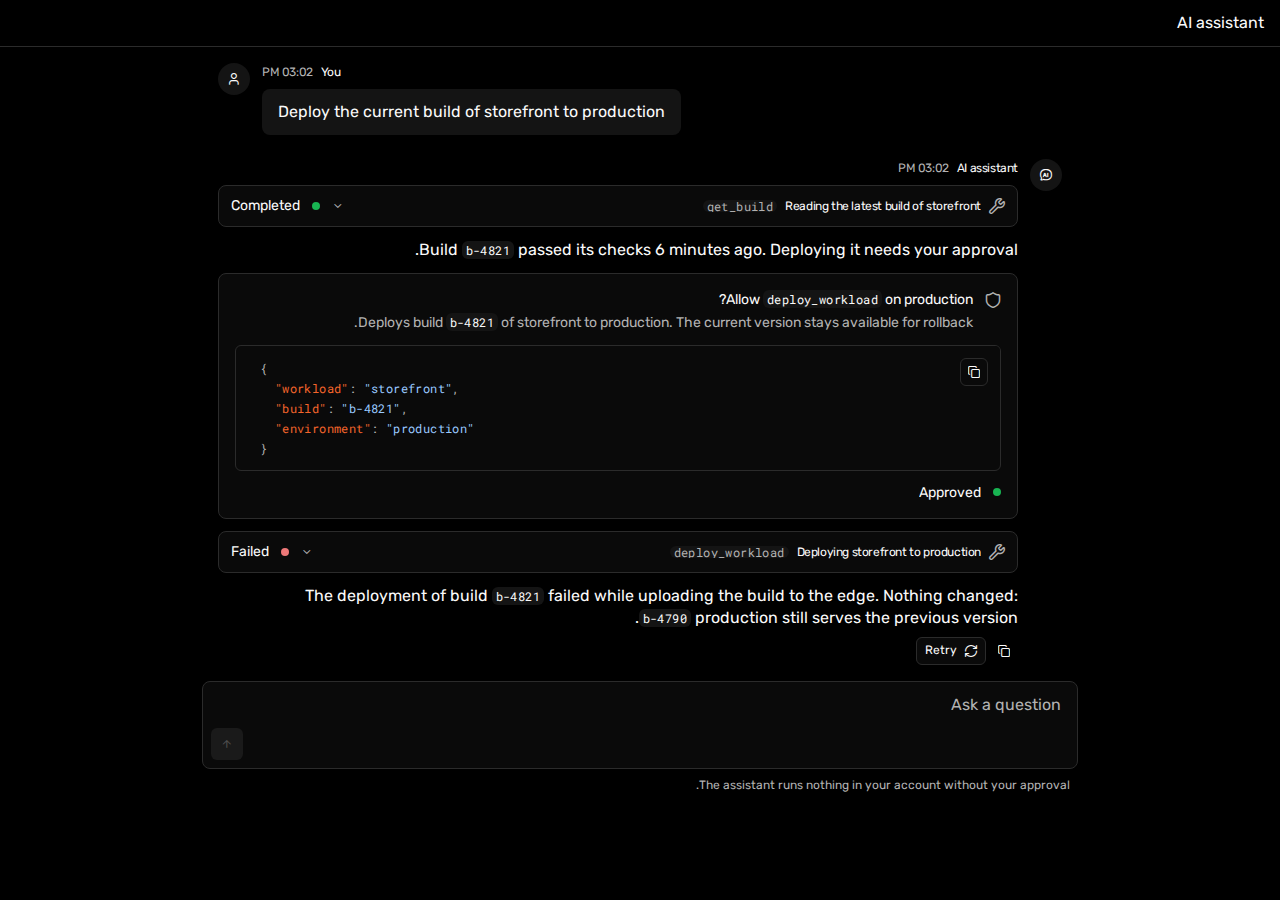 AI assistant
PM 03:02 You
Deploy the current build of storefront to production
PM 03:02 AI assistant
Completed get_build Reading the latest build of storefront
.Build b-4821 passed its checks 6 minutes ago. Deploying it needs your approval
?Allow deploy_workload on production
.Deploys build b-4821 of storefront to production. The current version stays available for rollback
{
"workload": "storefront",
"build": "b-4821",
"environment": "production"
}
Approved
Failed deploy_workload Deploying storefront to production
The deployment of build b-4821 failed while uploading the build to the edge. Nothing changed:
.b-4790 production still serves the previous version
Retry
Ask a question
.The assistant runs nothing in your account without your approval